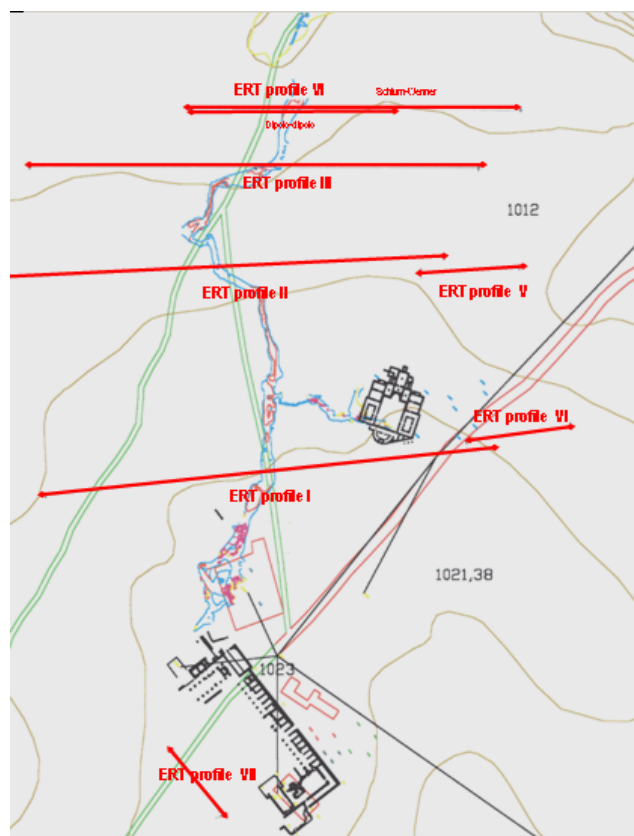 ERT profile VI
Schlum-Wenner
Dipolo-dipolo
ERT profile III
1012
ERT profile II
ERT profile V
ERT profile VI
ERT profile I
1021,38
1023
ERT profile VII